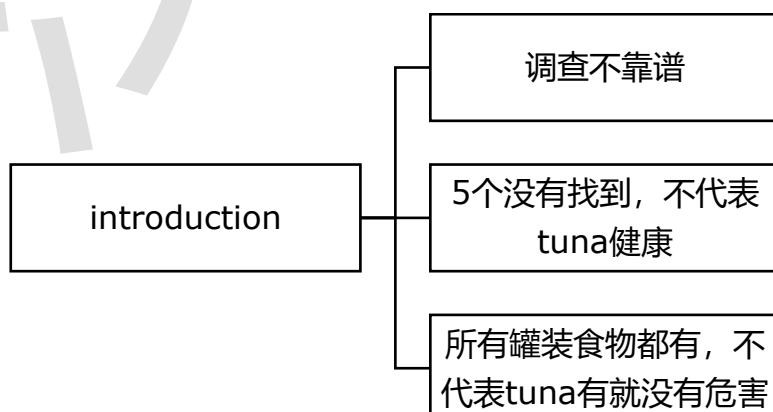 调查不靠谱
introduction
5个没有找到，不代表
tuna健康
所有罐装食物都有，不
代表tuna有就没有危害